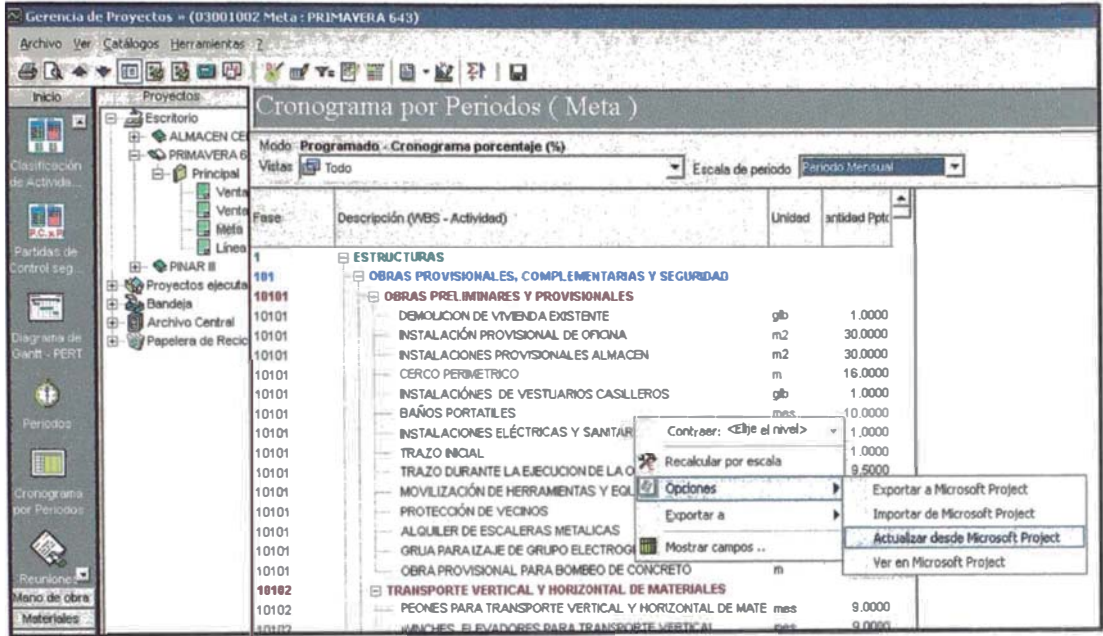 Gerencia de Proyectos - (03001002 Meta : PRIMAVERA 643)
Archivo Ver Catálogos Herramientas ?
Inicio
Clasificación de Activida...
P.C. x P.
Partidas de Control seg...
Diagrama de Gantt - PERT
Periodos
Cronograma por Periodos
Reuniones
Mano de obra
Materiales
Proyectos
Escritorio
ALMACEN CE
PRIMAVERA 6
Principal
Venta
Venta
Meta
Línea
PINAR III
Proyectos ejecuta
Bandeja
Archivo Central
Papelera de Recic
Cronograma por Periodos ( Meta )
Modo Programado - Cronograma porcentaje (%)
Vistas Todo Escala de periodo Periodo Mensual
Fase Descripción (WBS - Actividad) Unidad antidad Ppto
1 ESTRUCTURAS
101 OBRAS PROVISIONALES, COMPLEMENTARIAS Y SEGURIDAD
10101 OBRAS PRELIMINARES Y PROVISIONALES
10101 DEMOLICION DE VIVIENDA EXISTENTE glb 1.0000
10101 INSTALACIÓN PROVISIONAL DE OFICINA m2 30.0000
10101 INSTALACIONES PROVISIONALES ALMACEN m2 30.0000
10101 CERCO PERIMETRICO m 16.0000
10101 INSTALACIÓNES DE VESTUARIOS CASILLEROS glb 1.0000
10101 BAÑOS PORTATILES mes 10.0000
10101 INSTALACIONES ELÉCTRICAS Y SANITAR 1.0000
10101 TRAZO INICIAL 1.0000
10101 TRAZO DURANTE LA EJECUCION DE LA O 9.5000
10101 MOVILIZACIÓN DE HERRAMIENTAS Y EQU
10101 PROTECCIÓN DE VECINOS
10101 ALQUILER DE ESCALERAS METALICAS
10101 GRUA PARA IZAJE DE GRUPO ELECTROG
10101 OBRA PROVISIONAL PARA BOMBEO DE CONCRETO m
10102 TRANSPORTE VERTICAL Y HORIZONTAL DE MATERIALES
10102 PEONES PARA TRANSPORTE VERTICAL Y HORIZONTAL DE MATE mes 9.0000
10102 WINCHES, ELEVADORES PARA TRANSPORTE VERTICAL mes 9.0000
Contraer: <Elije el nivel>
Recalcular por escala
Opciones
Exportar a
Mostrar campos ..
Exportar a Microsoft Project
Importar de Microsoft Project
Actualizar desde Microsoft Project
Ver en Microsoft Project